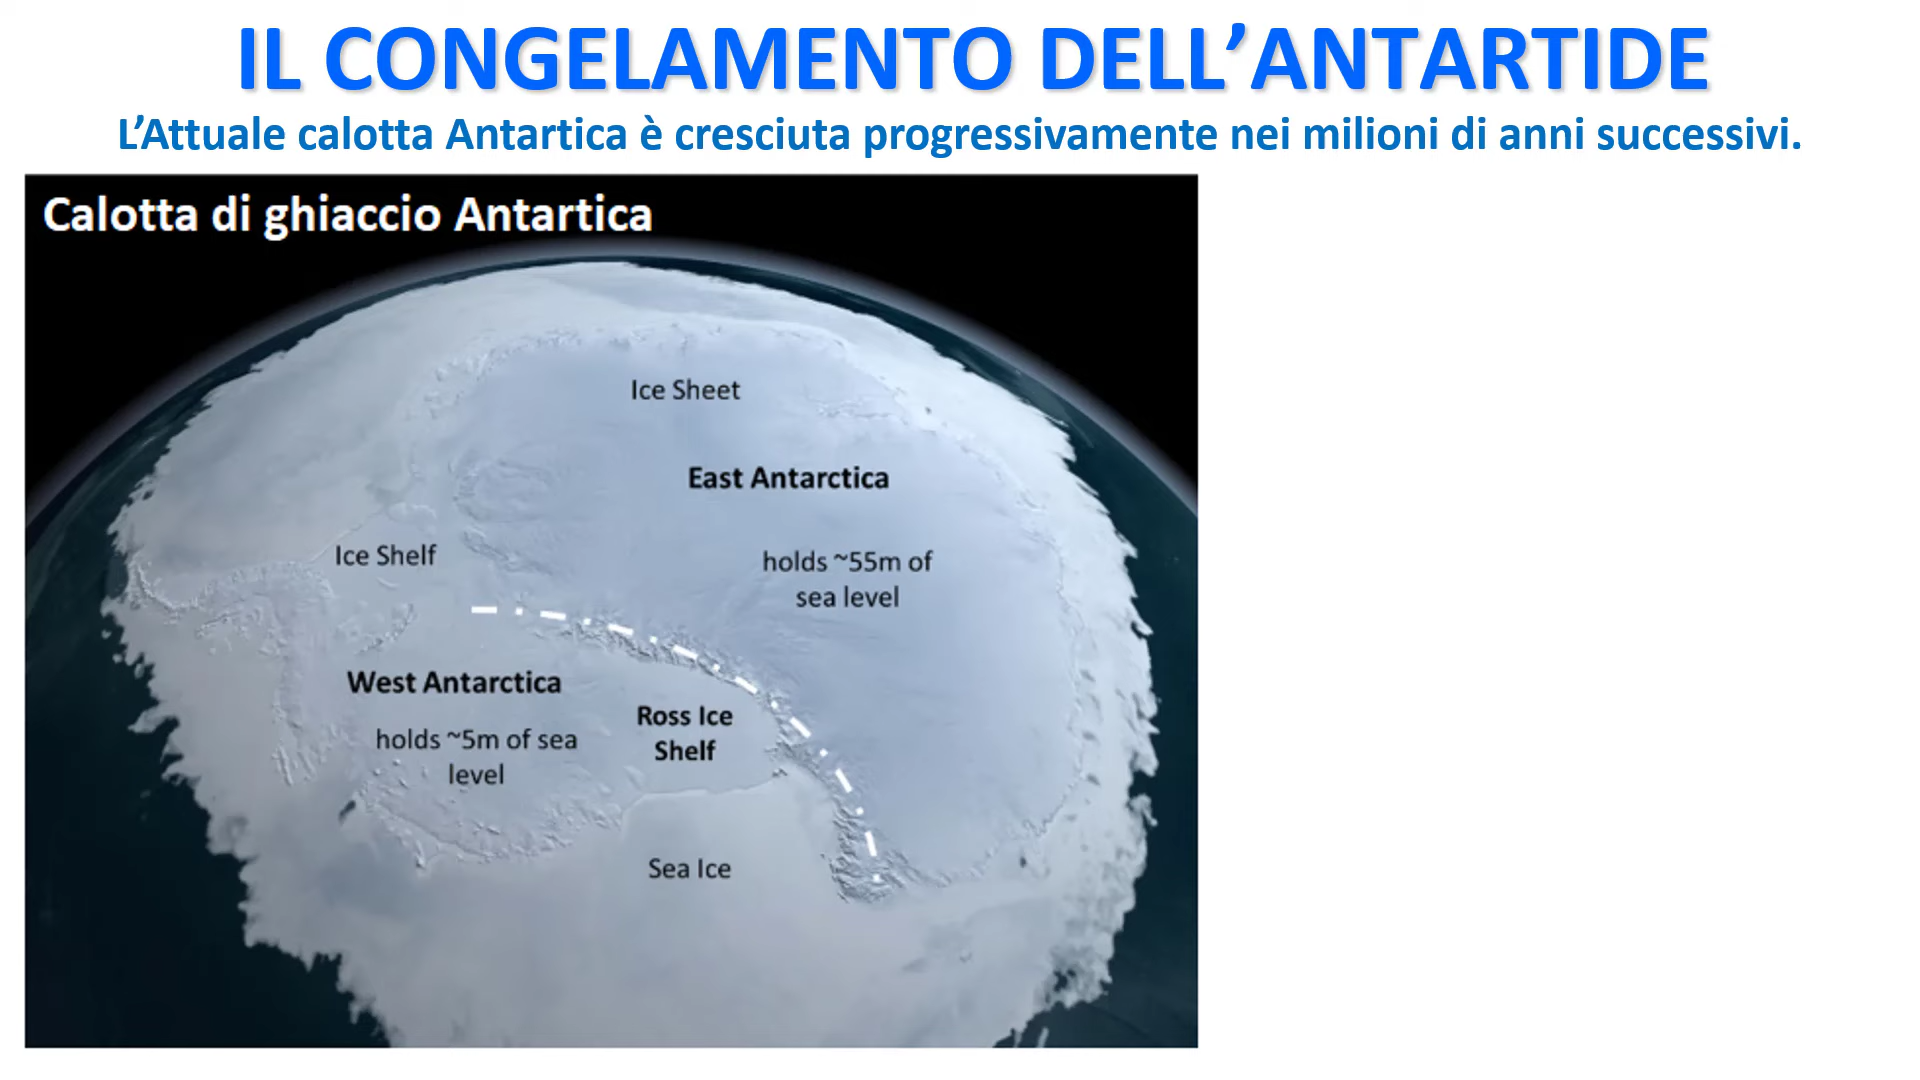 IL CONGELAMENTO DELL’ANTARTIDE
L’Attuale calotta Antartica è cresciuta progressivamente nei milioni di anni successivi.
Calotta di ghiaccio Antartica
Ice Sheet
East Antarctica
Ice Shelf
holds ~55m of
sea level
West Antarctica
holds ~5m of sea
level
Ross Ice
Shelf
Sea Ice